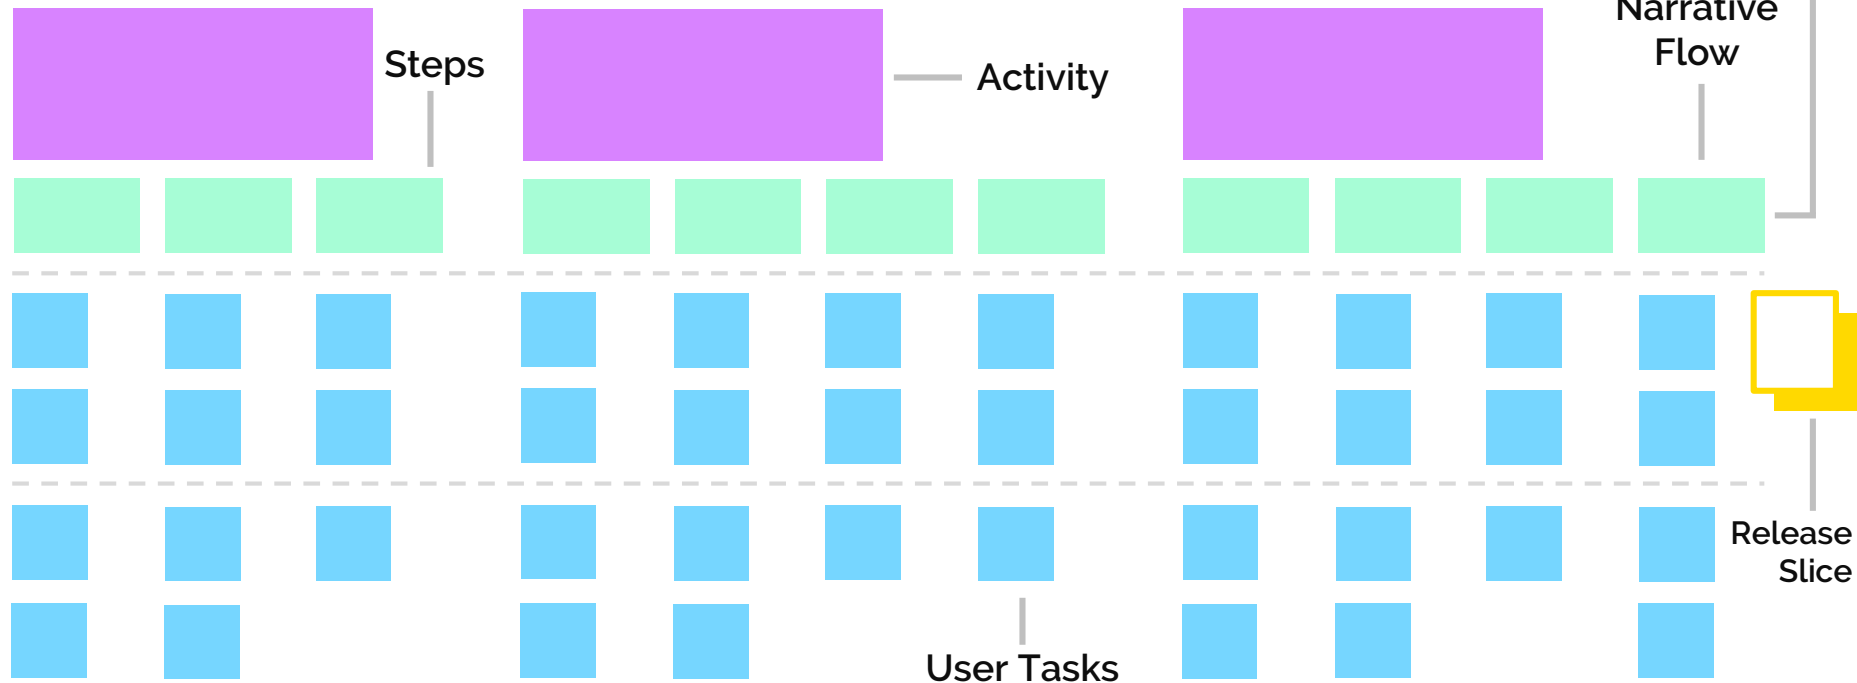 Narrative
Flow
Steps
Activity
Release
Slice
User Tasks